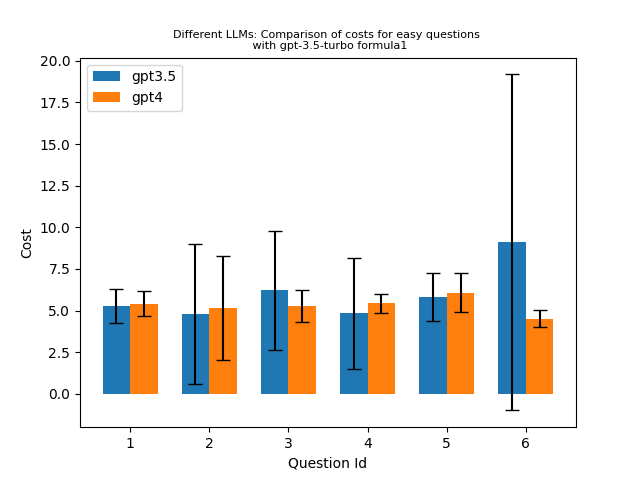 Different LLMs: Comparison of costs for easy questions
with gpt-3.5-turbo formula1
20.0
17.5
15.0
12.5
10.0
7.5
5.0
2.5
0.0
Cost
gpt3.5
gpt4
1 2 3 4 5 6
Question Id